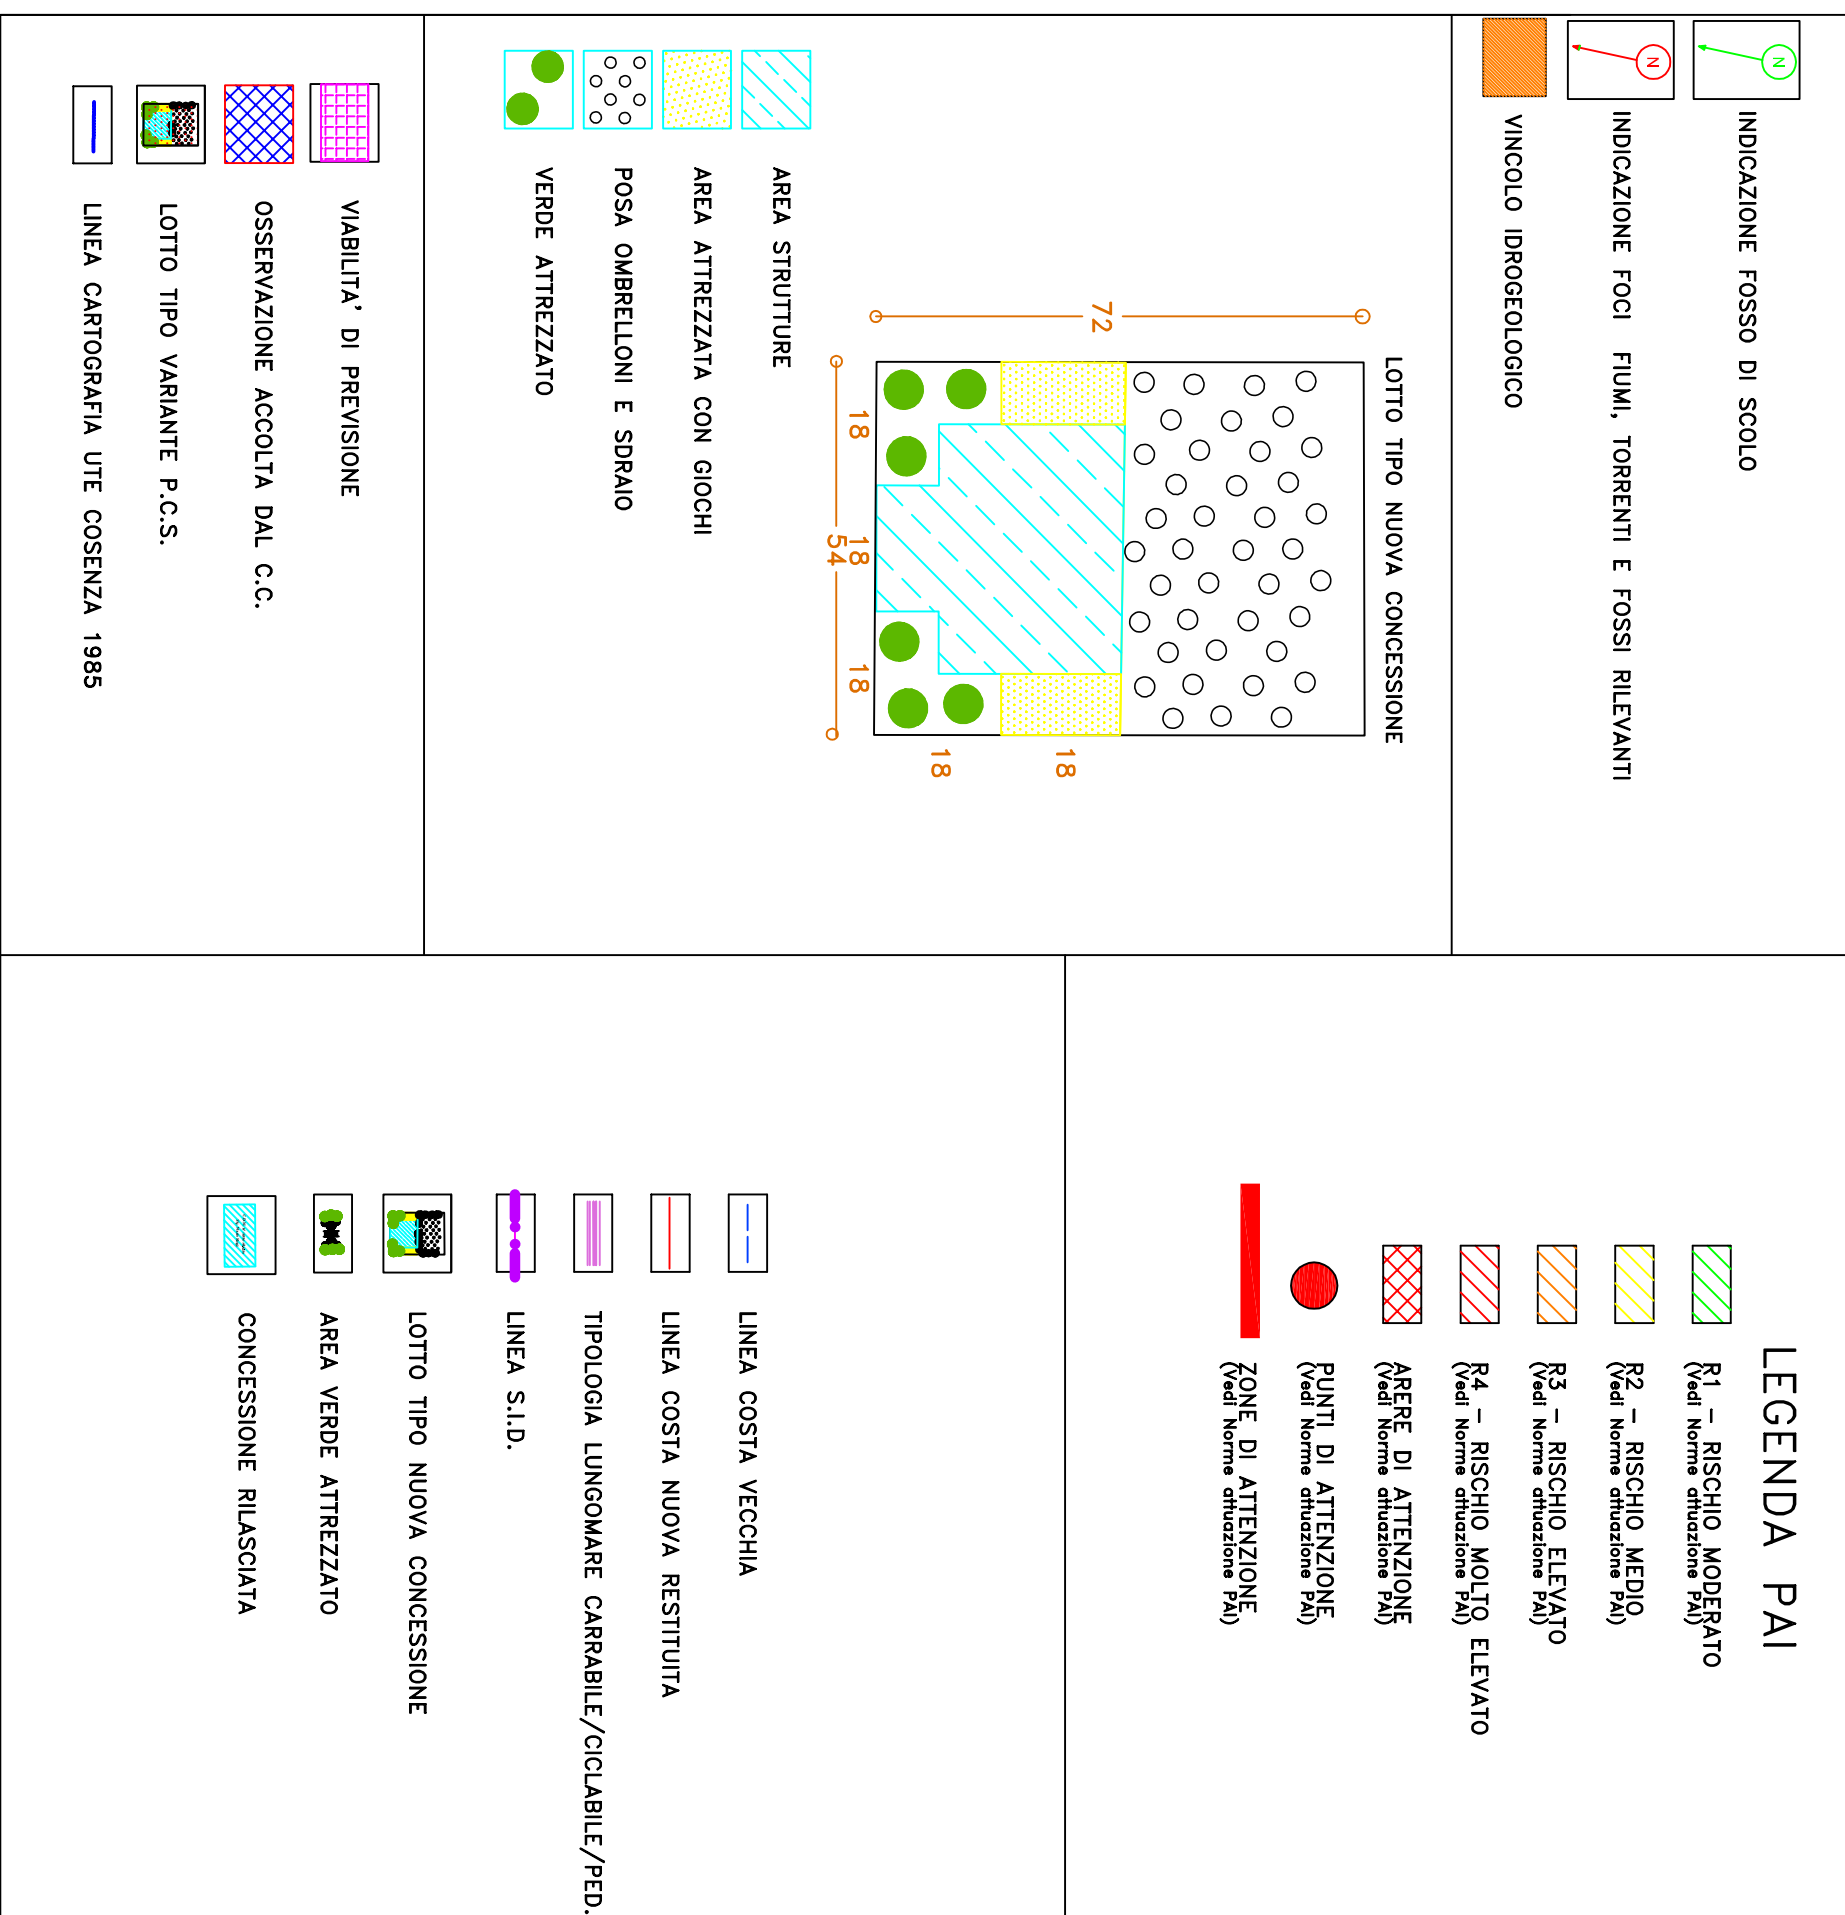 INDICAZIONE FOSSO DI SCOLO
N
INDICAZIONE FOCI FIUMI, TORRENTI E FOSSI RILEVANTI
N
VINCOLO IDROGEOLOGICO
LOTTO TIPO NUOVA CONCESSIONE
72
18
18
18
54
18
18
AREA STRUTTURE
AREA ATTREZZATA CON GIOCHI
POSA OMBRELLONI E SDRAIO
VERDE ATTREZZATO
VIABILITA' DI PREVISIONE
OSSERVAZIONE ACCOLTA DAL C.C.
LOTTO TIPO VARIANTE P.C.S.
LINEA CARTOGRAFIA UTE COSENZA 1985
LEGENDA PAI
R1 – RISCHIO MODERATO
(Vedi Norme attuazione PAI)
R2 – RISCHIO MEDIO
(Vedi Norme attuazione PAI)
R3 – RISCHIO ELEVATO
(Vedi Norme attuazione PAI)
R4 – RISCHIO MOLTO ELEVATO
(Vedi Norme attuazione PAI)
ARERE DI ATTENZIONE
(Vedi Norme attuazione PAI)
PUNTI DI ATTENZIONE
(Vedi Norme attuazione PAI)
ZONE DI ATTENZIONE
(Vedi Norme attuazione PAI)
LINEA COSTA VECCHIA
LINEA COSTA NUOVA RESTITUITA
TIPOLOGIA LUNGOMARE CARRABILE/CICLABILE/PED.
LINEA S.I.D.
LOTTO TIPO NUOVA CONCESSIONE
AREA VERDE ATTREZZATO
CONCESSIONE RILASCIATA